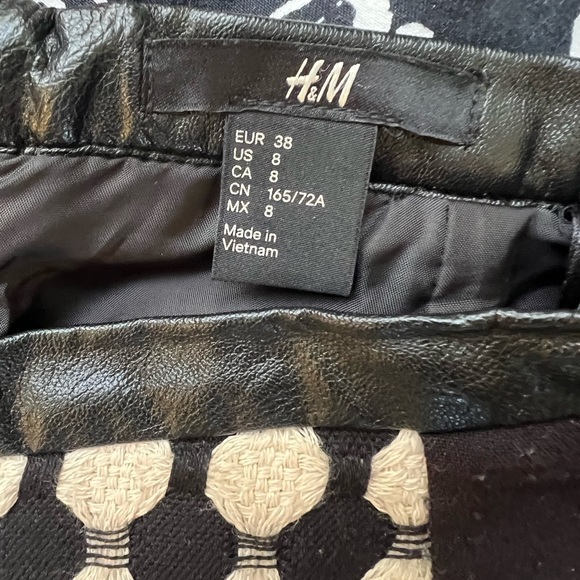 H&M
EUR 38
US 8
CA 8
CN 165/72A
MX 8
Made in
Vietnam